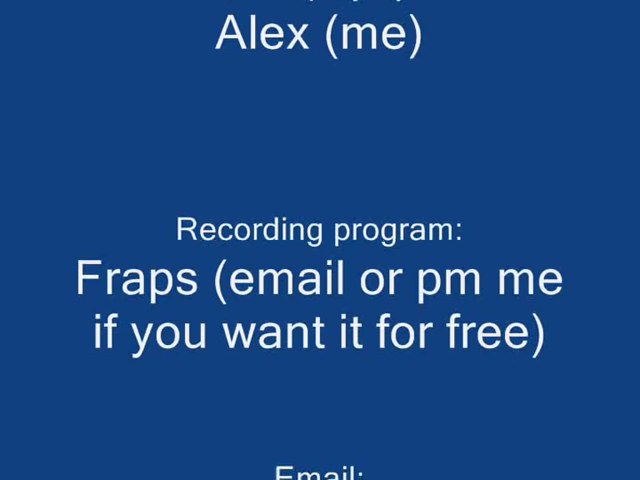 Alex (me)
Recording program:
Fraps (email or pm me
if you want it for free)
Email: